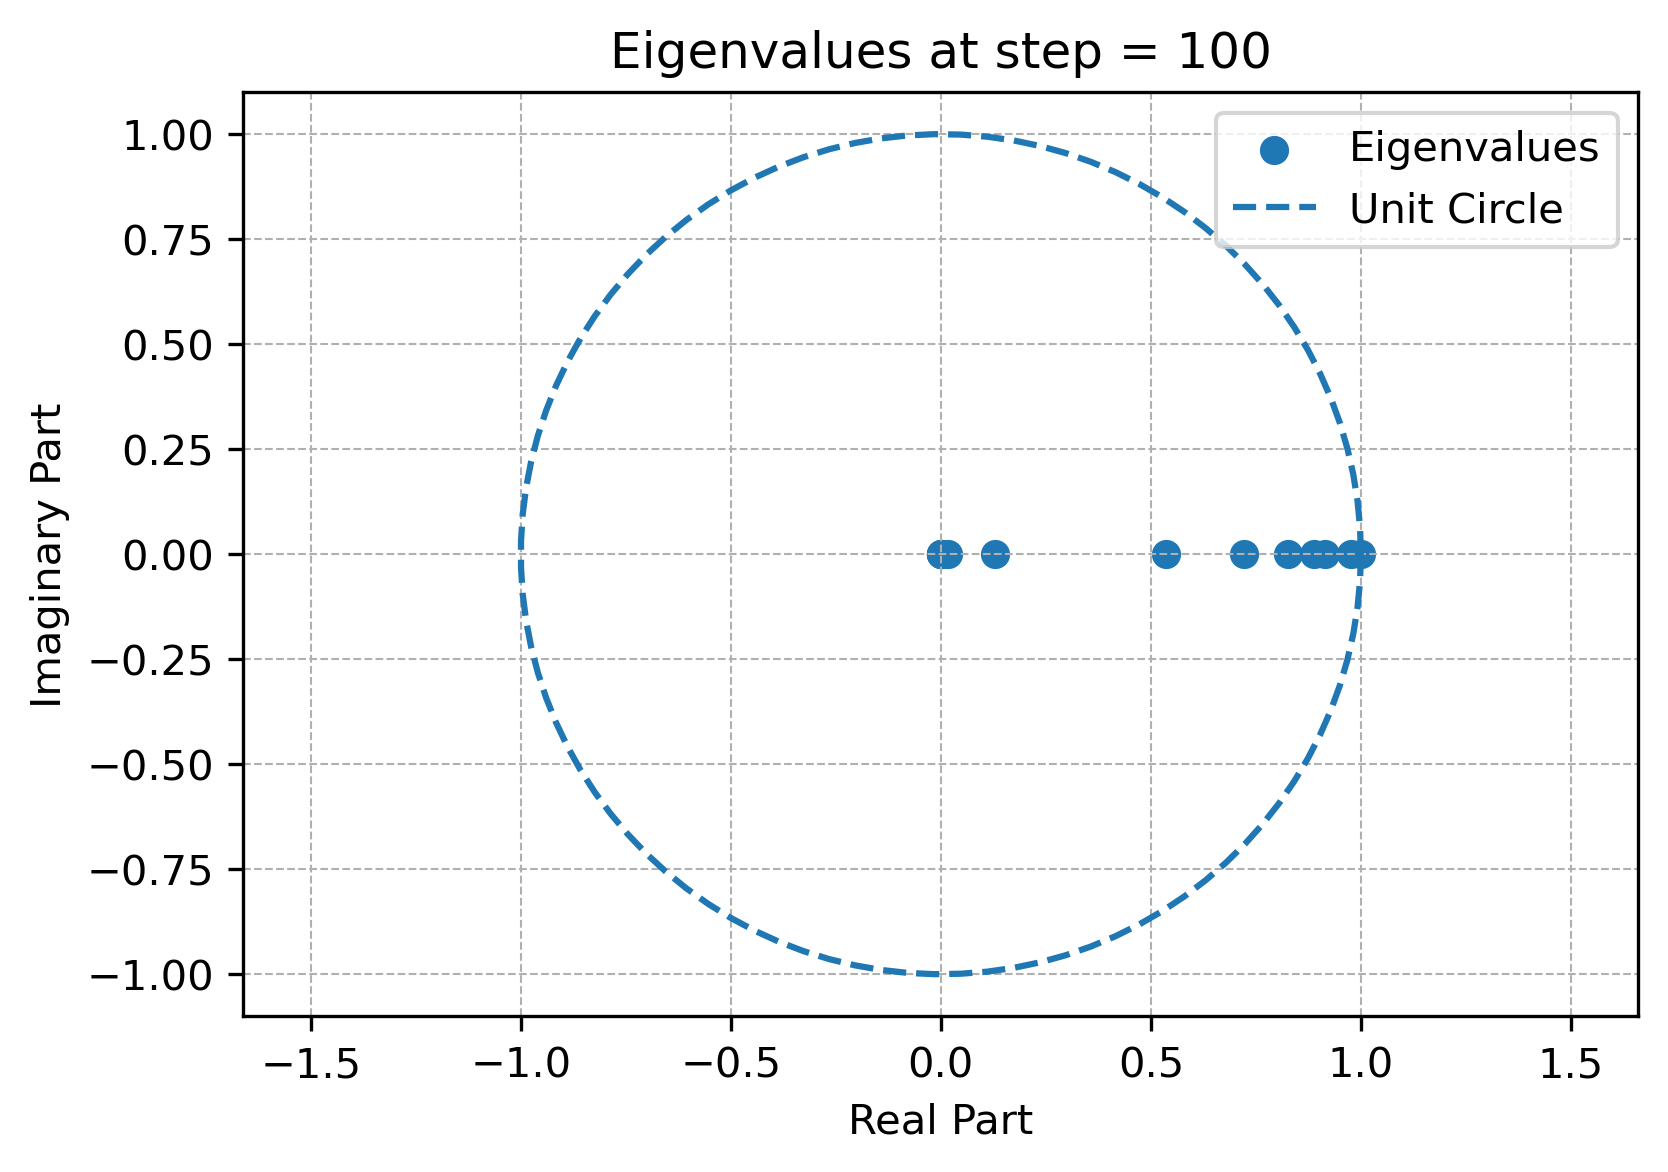 Eigenvalues at step = 100
Eigenvalues
Unit Circle
1.00
0.75
0.50
0.25
0.00
−0.25
−0.50
−0.75
−1.00
Imaginary Part
−1.5 −1.0 −0.5 0.0 0.5 1.0 1.5
Real Part